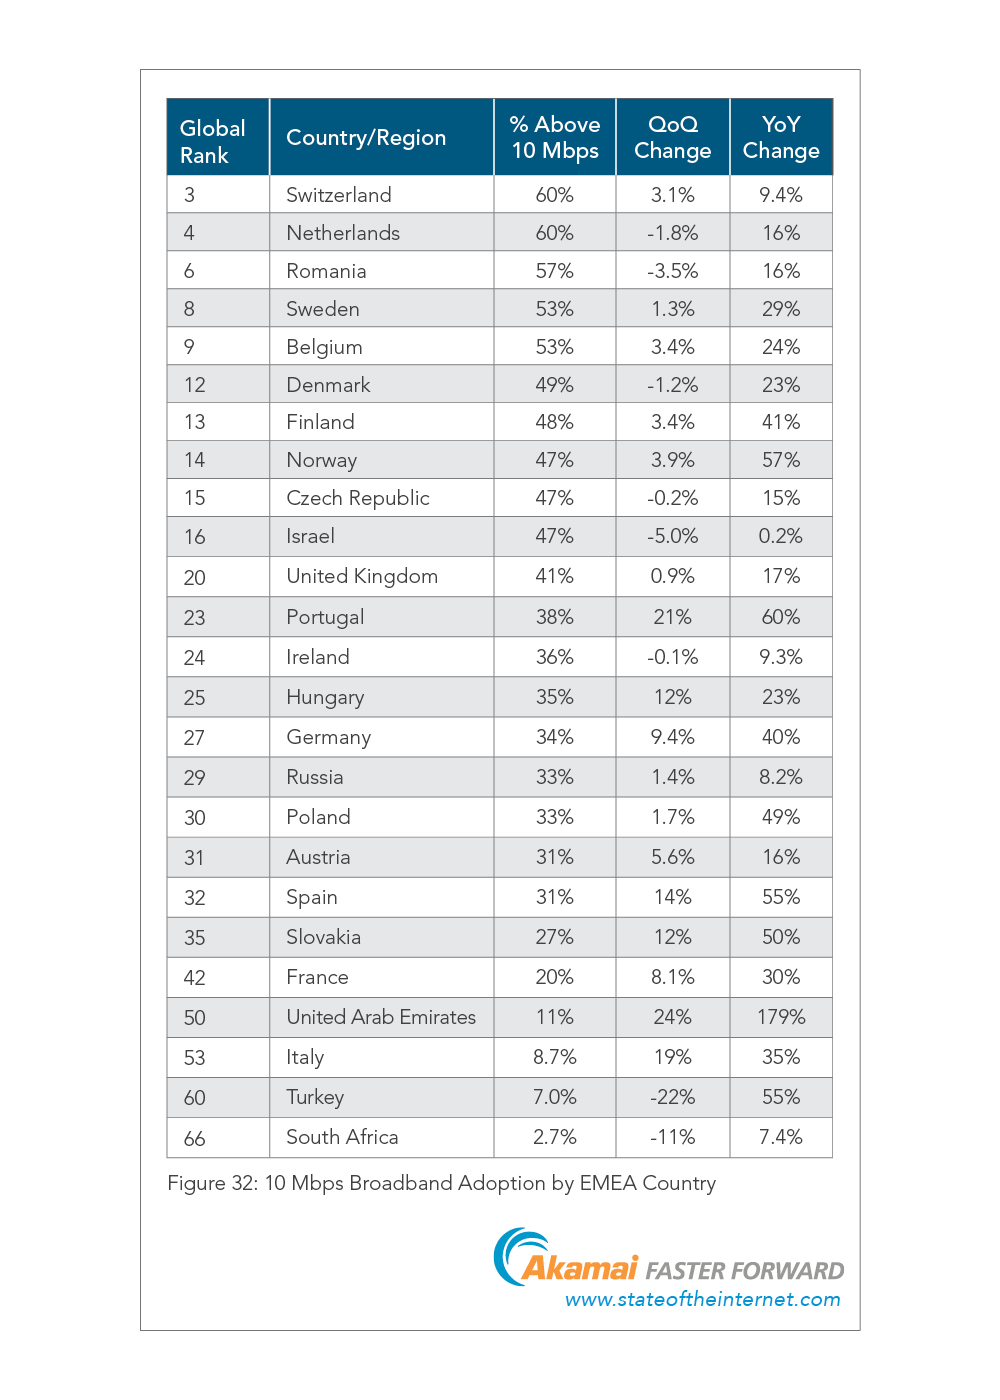 Global Rank Country/Region % Above 10 Mbps QoQ Change YoY Change
3 Switzerland 60% 3.1% 9.4%
4 Netherlands 60% -1.8% 16%
6 Romania 57% -3.5% 16%
8 Sweden 53% 1.3% 29%
9 Belgium 53% 3.4% 24%
12 Denmark 49% -1.2% 23%
13 Finland 48% 3.4% 41%
14 Norway 47% 3.9% 57%
15 Czech Republic 47% -0.2% 15%
16 Israel 47% -5.0% 0.2%
20 United Kingdom 41% 0.9% 17%
23 Portugal 38% 21% 60%
24 Ireland 36% -0.1% 9.3%
25 Hungary 35% 12% 23%
27 Germany 34% 9.4% 40%
29 Russia 33% 1.4% 8.2%
30 Poland 33% 1.7% 49%
31 Austria 31% 5.6% 16%
32 Spain 31% 14% 55%
35 Slovakia 27% 12% 50%
42 France 20% 8.1% 30%
50 United Arab Emirates 11% 24% 179%
53 Italy 8.7% 19% 35%
60 Turkey 7.0% -22% 55%
66 South Africa 2.7% -11% 7.4%
Figure 32: 10 Mbps Broadband Adoption by EMEA Country
Akamai FASTER FORWARD
www.stateoftheinternet.com